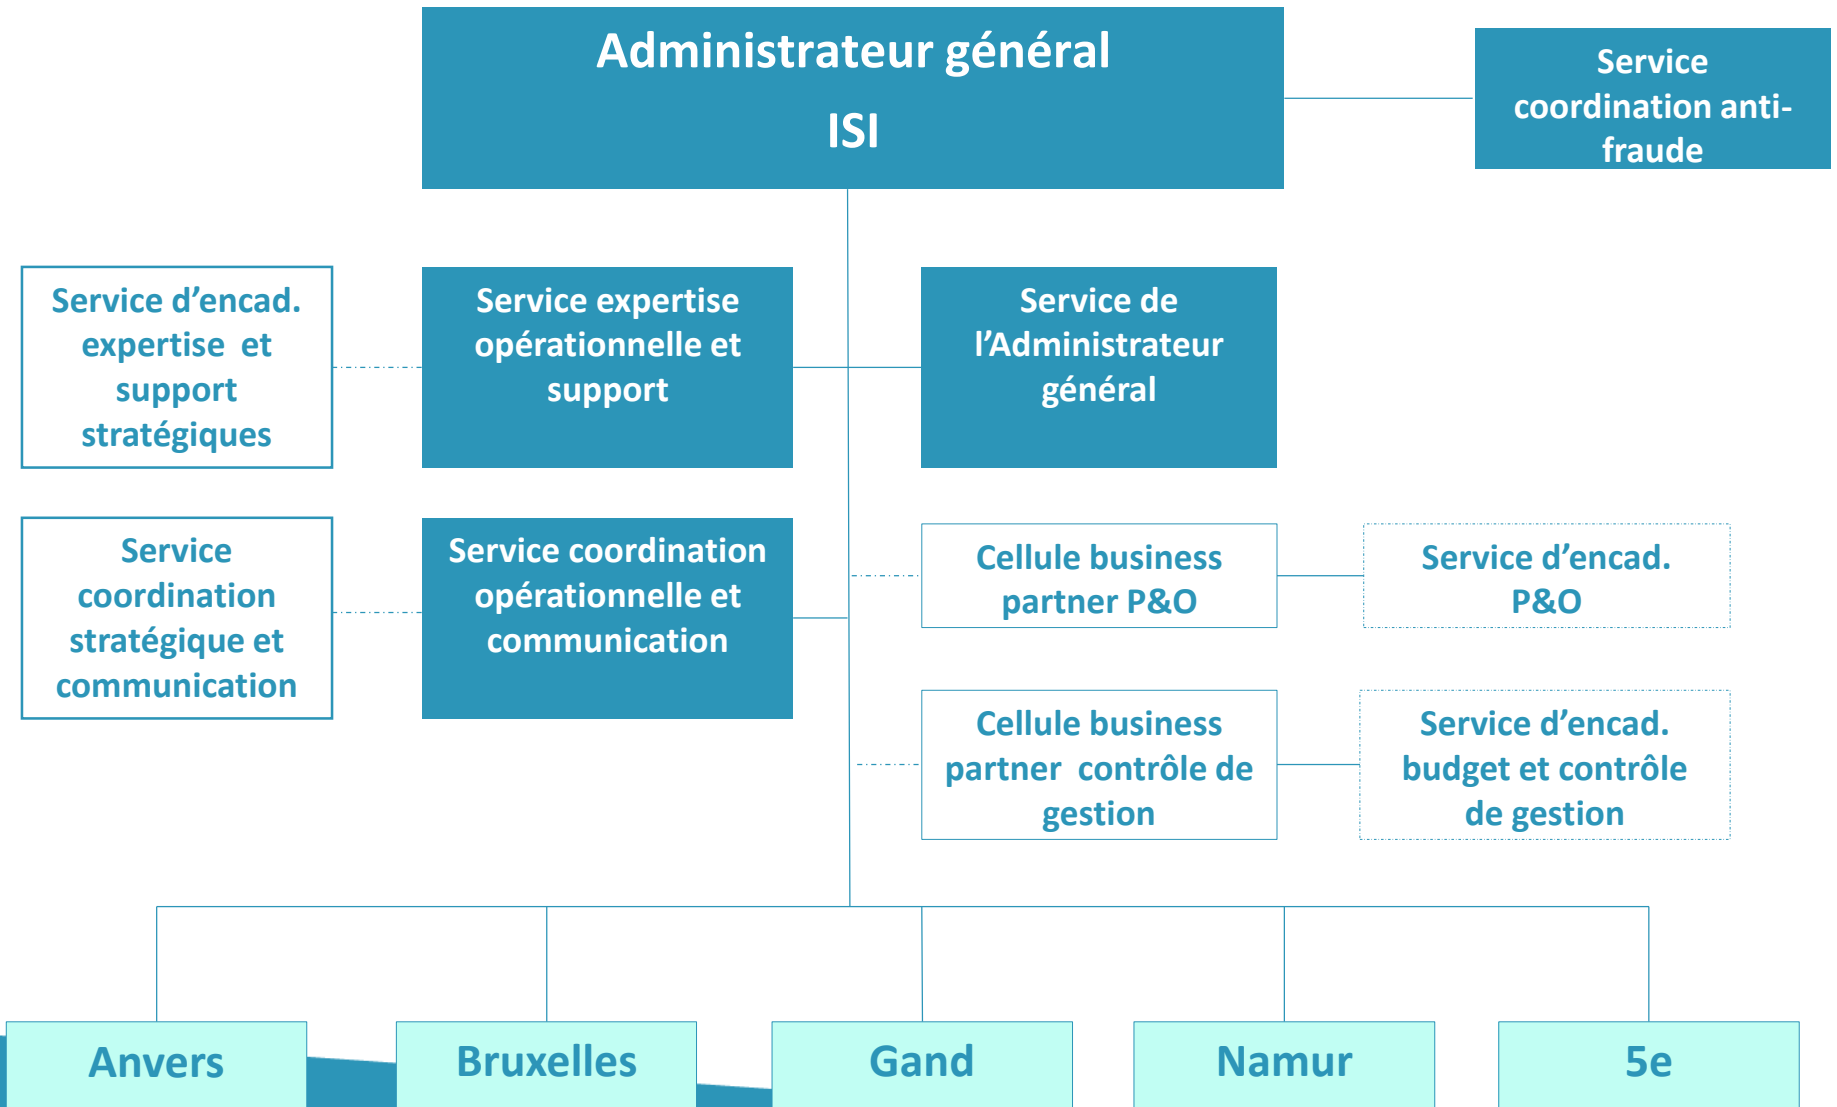 Administrateur général
ISI
Service
coordination anti-
fraude
Service d’encad.
expertise et
support
stratégiques
Service expertise
opérationnelle et
support
Service de
l’Administrateur
général
Service
coordination
stratégique et
communication
Service coordination
opérationnelle et
communication
Cellule business
partner P&O
Service d’encad.
P&O
Cellule business
partner contrôle de
gestion
Service d’encad.
budget et contrôle
de gestion
Anvers
Bruxelles
Gand
Namur
5e